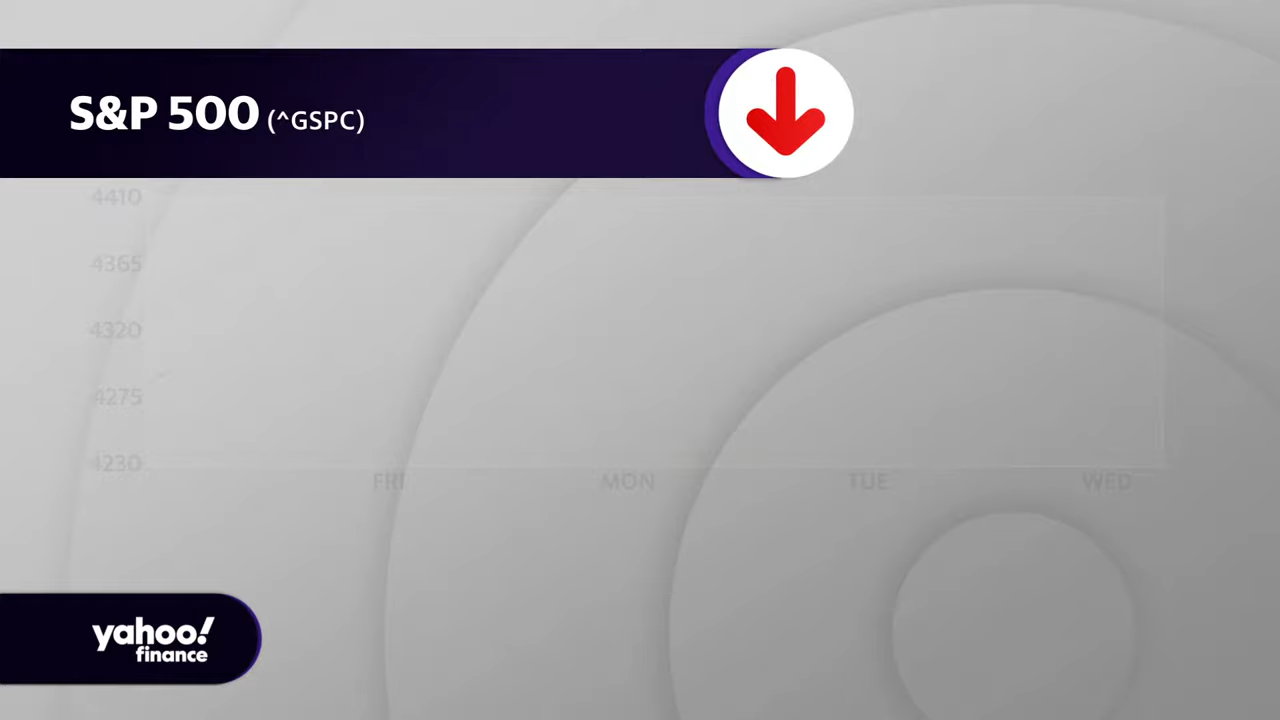 S&P 500 (^GSPC)
4410
4365
4320
4275
4230
FRI MON TUE WED
yahoo!
finance